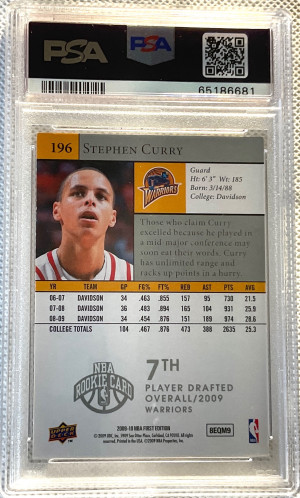 PSA
PSA
65186681
196 STEPHEN CURRY
WARRIORS
Guard
Ht: 6' 3" Wt: 185
Born: 3/14/88
College: Davidson
Those who claim Curry
excelled because he played in
a mid-major conference may
soon eat their words. Curry
has unlimited range and
racks up points in a hurry.
YR TEAM GP FG% FT% RED AST PTS AVG
06-07 DAVIDSON 34 .463 .855 157 95 730 21.5
07-08 DAVIDSON 36 .483 .894 165 104 931 25.9
08-09 DAVIDSON 34 .454 .876 151 189 974 28.6
COLLEGE TOTALS 104 .467 .876 473 388 2635 25.3
NBA
ROOKIE CARD
7TH
PLAYER DRAFTED
OVERALL/2009
WARRIORS
UPPER DECK
2009-10 NBA FIRST EDITION
BEQM9
NBA